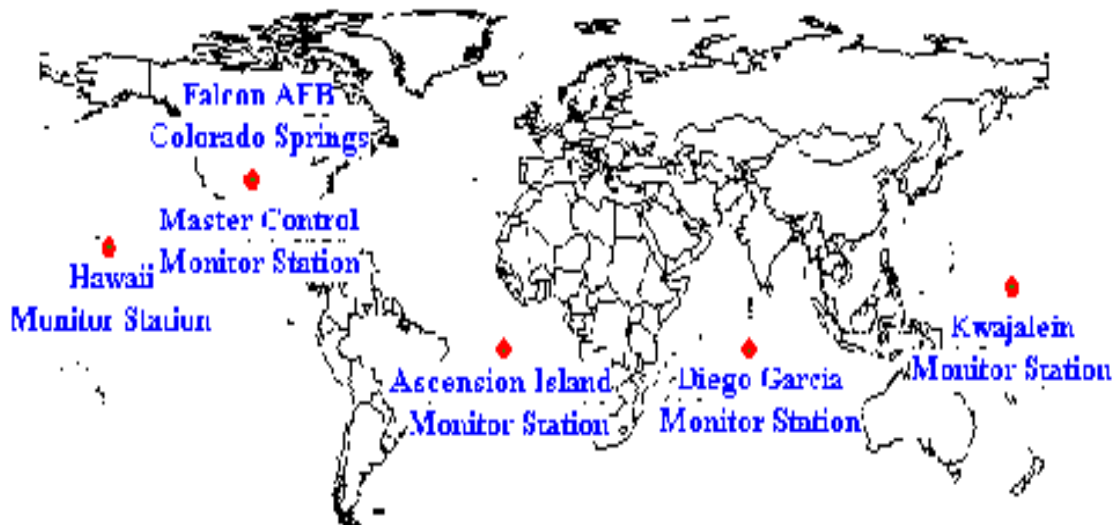 Falcon AFB
Colorado Springs
Master Control
Monitor Station
Hawaii
Monitor Station
Ascension Island
Monitor Station
Diego Garcia
Monitor Station
Kwajalein
Monitor Station